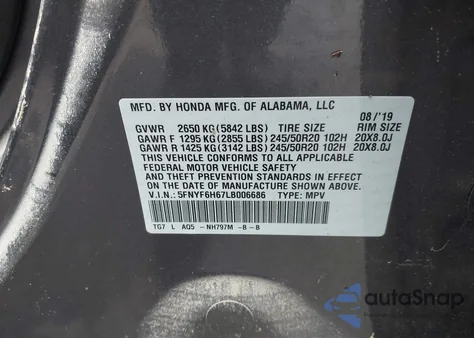 MFD. BY HONDA MFG. OF ALABAMA, LLC 08/'19
GVWR 2650 KG (5842 LBS) TIRE SIZE RIM SIZE
GAWR F 1295 KG (2855 LBS) 245/50R20 102H 20X8.0J
GAWR R 1425 KG (3142 LBS) 245/50R20 102H 20X8.0J
THIS VEHICLE CONFORMS TO ALL APPLICABLE
FEDERAL MOTOR VEHICLE SAFETY AND
THEFT PREVENTION STANDARDS IN EFFECT
ON THE DATE OF MANUFACTURE SHOWN ABOVE.
V.I.N.: 5FNYF6H67LB006686 TYPE: MPV
TG7 L AQ5 -NH797M -B -B
autoSnap